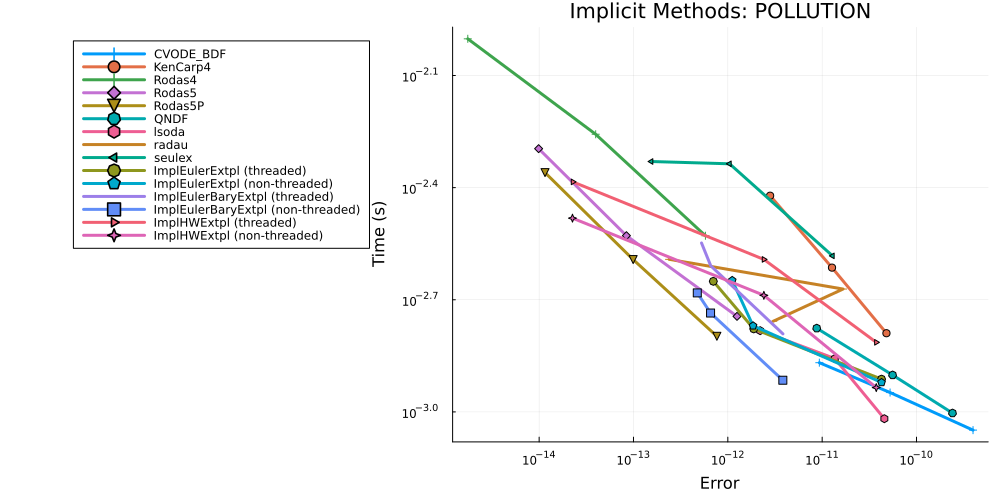 Implicit Methods: POLLUTION
CVODE_BDF
KenCarp4
Rodas4
Rodas5
Rodas5P
QNDF
lsoda
radau
seulex
ImplEulerExtpl (threaded)
ImplEulerExtpl (non-threaded)
ImplEulerBaryExtpl (threaded)
ImplEulerBaryExtpl (non-threaded)
ImplHWExtpl (threaded)
ImplHWExtpl (non-threaded)
Time (s)
10⁻²·¹
10⁻²·⁴
10⁻²·⁷
10⁻³·⁰
10⁻¹⁴ 10⁻¹³ 10⁻¹² 10⁻¹¹ 10⁻¹⁰
Error